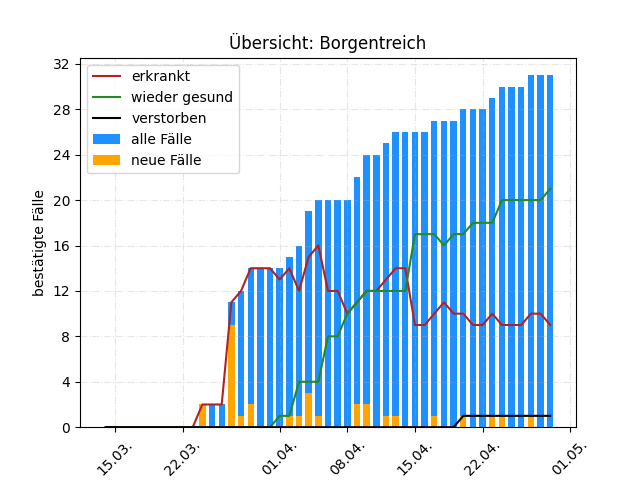 Übersicht: Borgentreich
erkrankt
wieder gesund
verstorben
alle Fälle
neue Fälle
bestätigte Fälle
32
28
24
20
16
12
8
4
0
15.03.
22.03.
01.04.
08.04.
15.04.
22.04.
01.05.